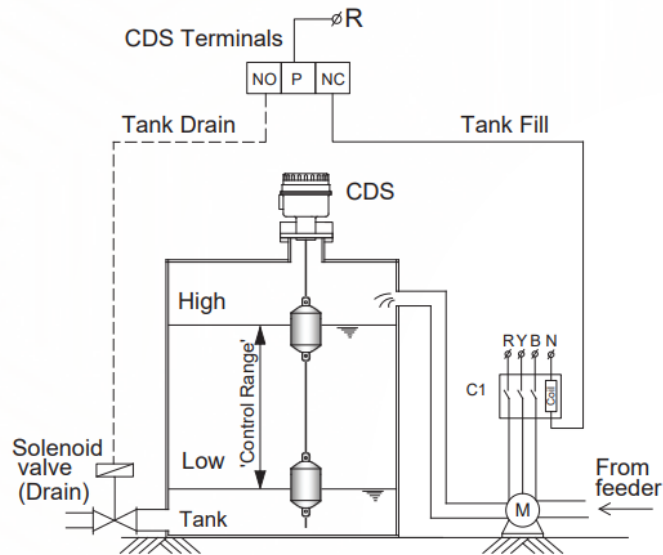 R
CDS Terminals
NO P NC
Tank Drain
Tank Fill
CDS
High
'Control Range'
R Y B N
C1
Coil
Solenoid
valve
(Drain)
Low
From
feeder
M
Tank